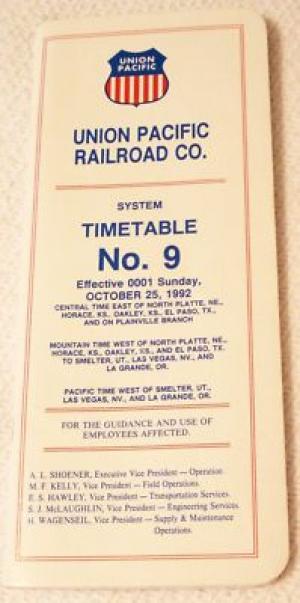 UNION
PACIFIC
UNION PACIFIC
RAILROAD CO.
SYSTEM
TIMETABLE
No. 9
Effective 0001 Sunday,
OCTOBER 25, 1992
CENTRAL TIME EAST OF NORTH PLATTE, NE.,
HORACE, KS., OAKLEY, KS., EL PASO, TX.,
AND ON PLAINVILLE BRANCH
MOUNTAIN TIME WEST OF NORTH PLATTE, NE.,
HORACE, KS., OAKLEY, KS., AND EL PASO, TX.
TO SMELTER, UT., LAS VEGAS, NV., AND
LA GRANDE, OR.
PACIFIC TIME WEST OF SMELTER, UT.,
LAS VEGAS, NV., AND LA GRANDE, OR.
FOR THE GUIDANCE AND USE OF
EMPLOYEES AFFECTED.
A. L. SHOENER, Executive Vice President — Operation
M. F. KELLY, Vice President — Field Operations.
E. S. HAWLEY, Vice President — Transportation Services.
S. J. McLAUGHLIN, Vice President — Engineering Services.
H. WAGENSEIL, Vice President — Supply & Maintenance
Operations.